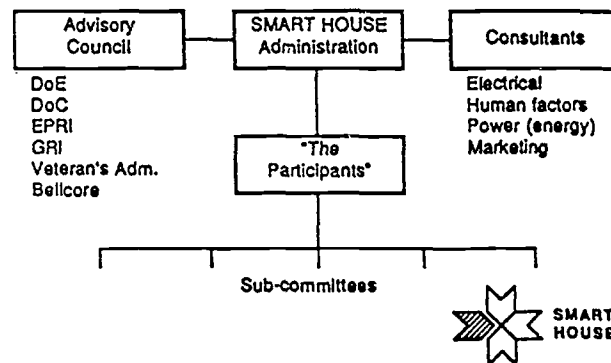 Advisory
Council
SMART HOUSE
Administration
Consultants
DoE
DoC
EPRI
GRI
Veteran's Adm.
Bellcore
Electrical
Human factors
Power (energy)
Marketing
"The
Participants"
Sub-committees
SMART
HOUSE